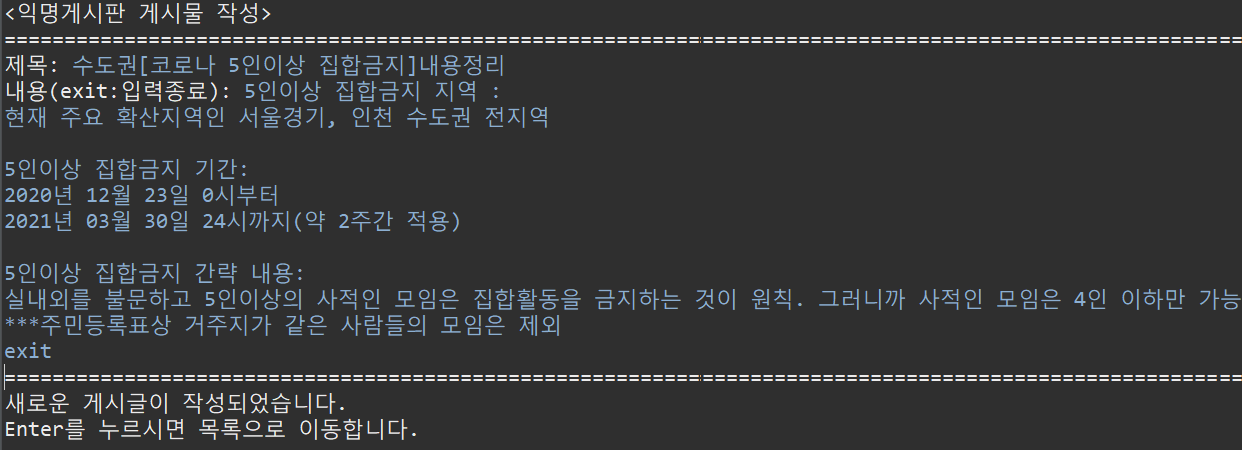 <익명게시판 게시물 작성>
=========================================================================================================
제목: 수도권[코로나 5인이상 집합금지]내용정리
내용(exit:입력종료): 5인이상 집합금지 지역 :
현재 주요 확산지역인 서울경기, 인천 수도권 전지역
5인이상 집합금지 기간:
2020년 12월 23일 0시부터
2021년 03월 30일 24시까지(약 2주간 적용)
5인이상 집합금지 간략 내용:
실내외를 불문하고 5인이상의 사적인 모임은 집합활동을 금지하는 것이 원칙. 그러니까 사적인 모임은 4인 이하만 가능
***주민등록표상 거주지가 같은 사람들의 모임은 제외
exit
=========================================================================================================
새로운 게시글이 작성되었습니다.
Enter를 누르시면 목록으로 이동합니다.